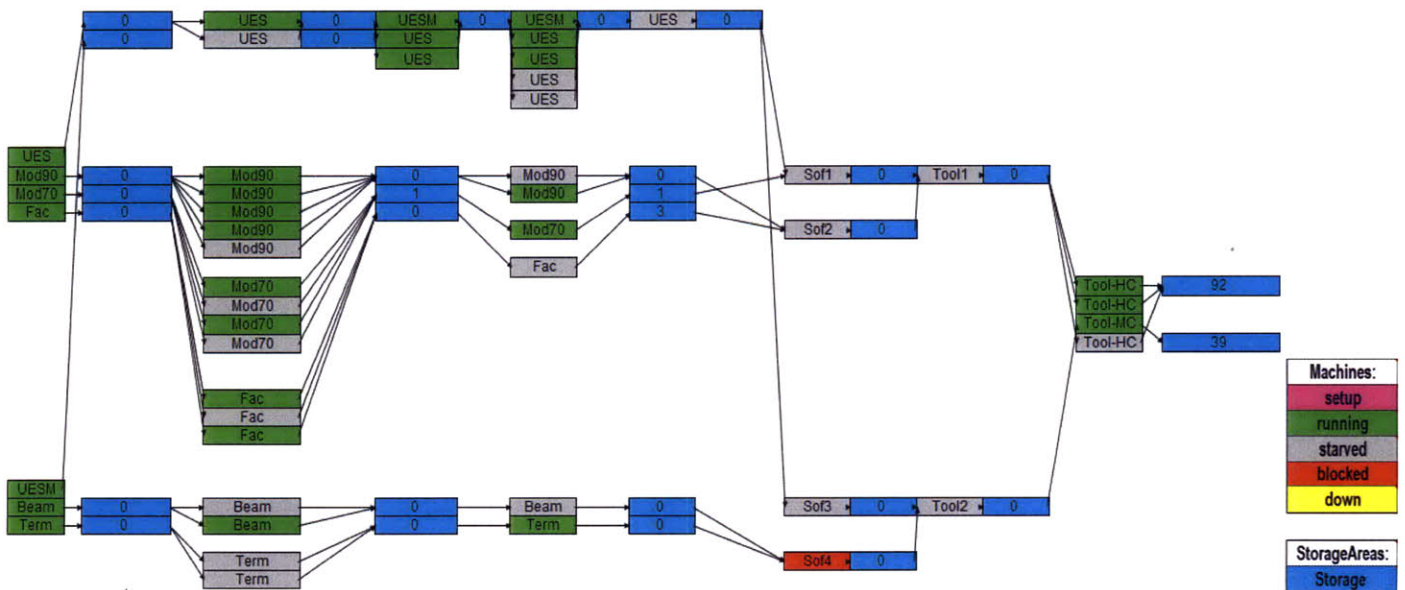 0 UES 0 UESM 0 UESM 0 UES 0
0 UES 0 UES UES
UES UES
UES
UES
UES
Mod90 0 Mod90 0 Mod90 0 Sof1 0 Tool1 0
Mod70 0 Mod90 1 Mod90 1
Fac 0 Mod90 0 3
Mod90 Mod70 Sof2 0
Mod90
Fac
Mod70 Tool-HC 92
Mod70 Tool-HC
Mod70 Tool-MC
Mod70 Tool-HC 39
Machines:
setup
Fac running
Fac starved
Fac blocked
down
UESM
Beam 0 Beam 0 Beam 0 Sof3 0 Tool2 0
Term 0 Beam 0 Term 0
StorageAreas:
Term Sof4 0
Term Storage